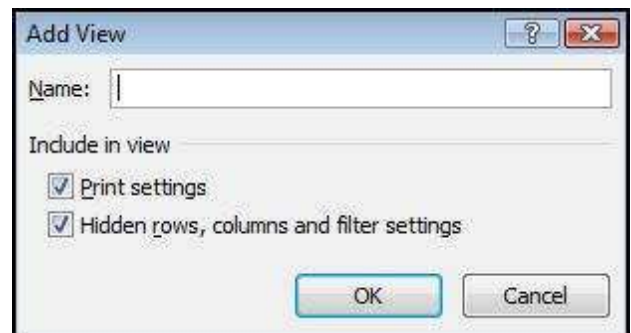 Add View
Name:
Include in view
Print settings
Hidden rows, columns and filter settings
OK Cancel